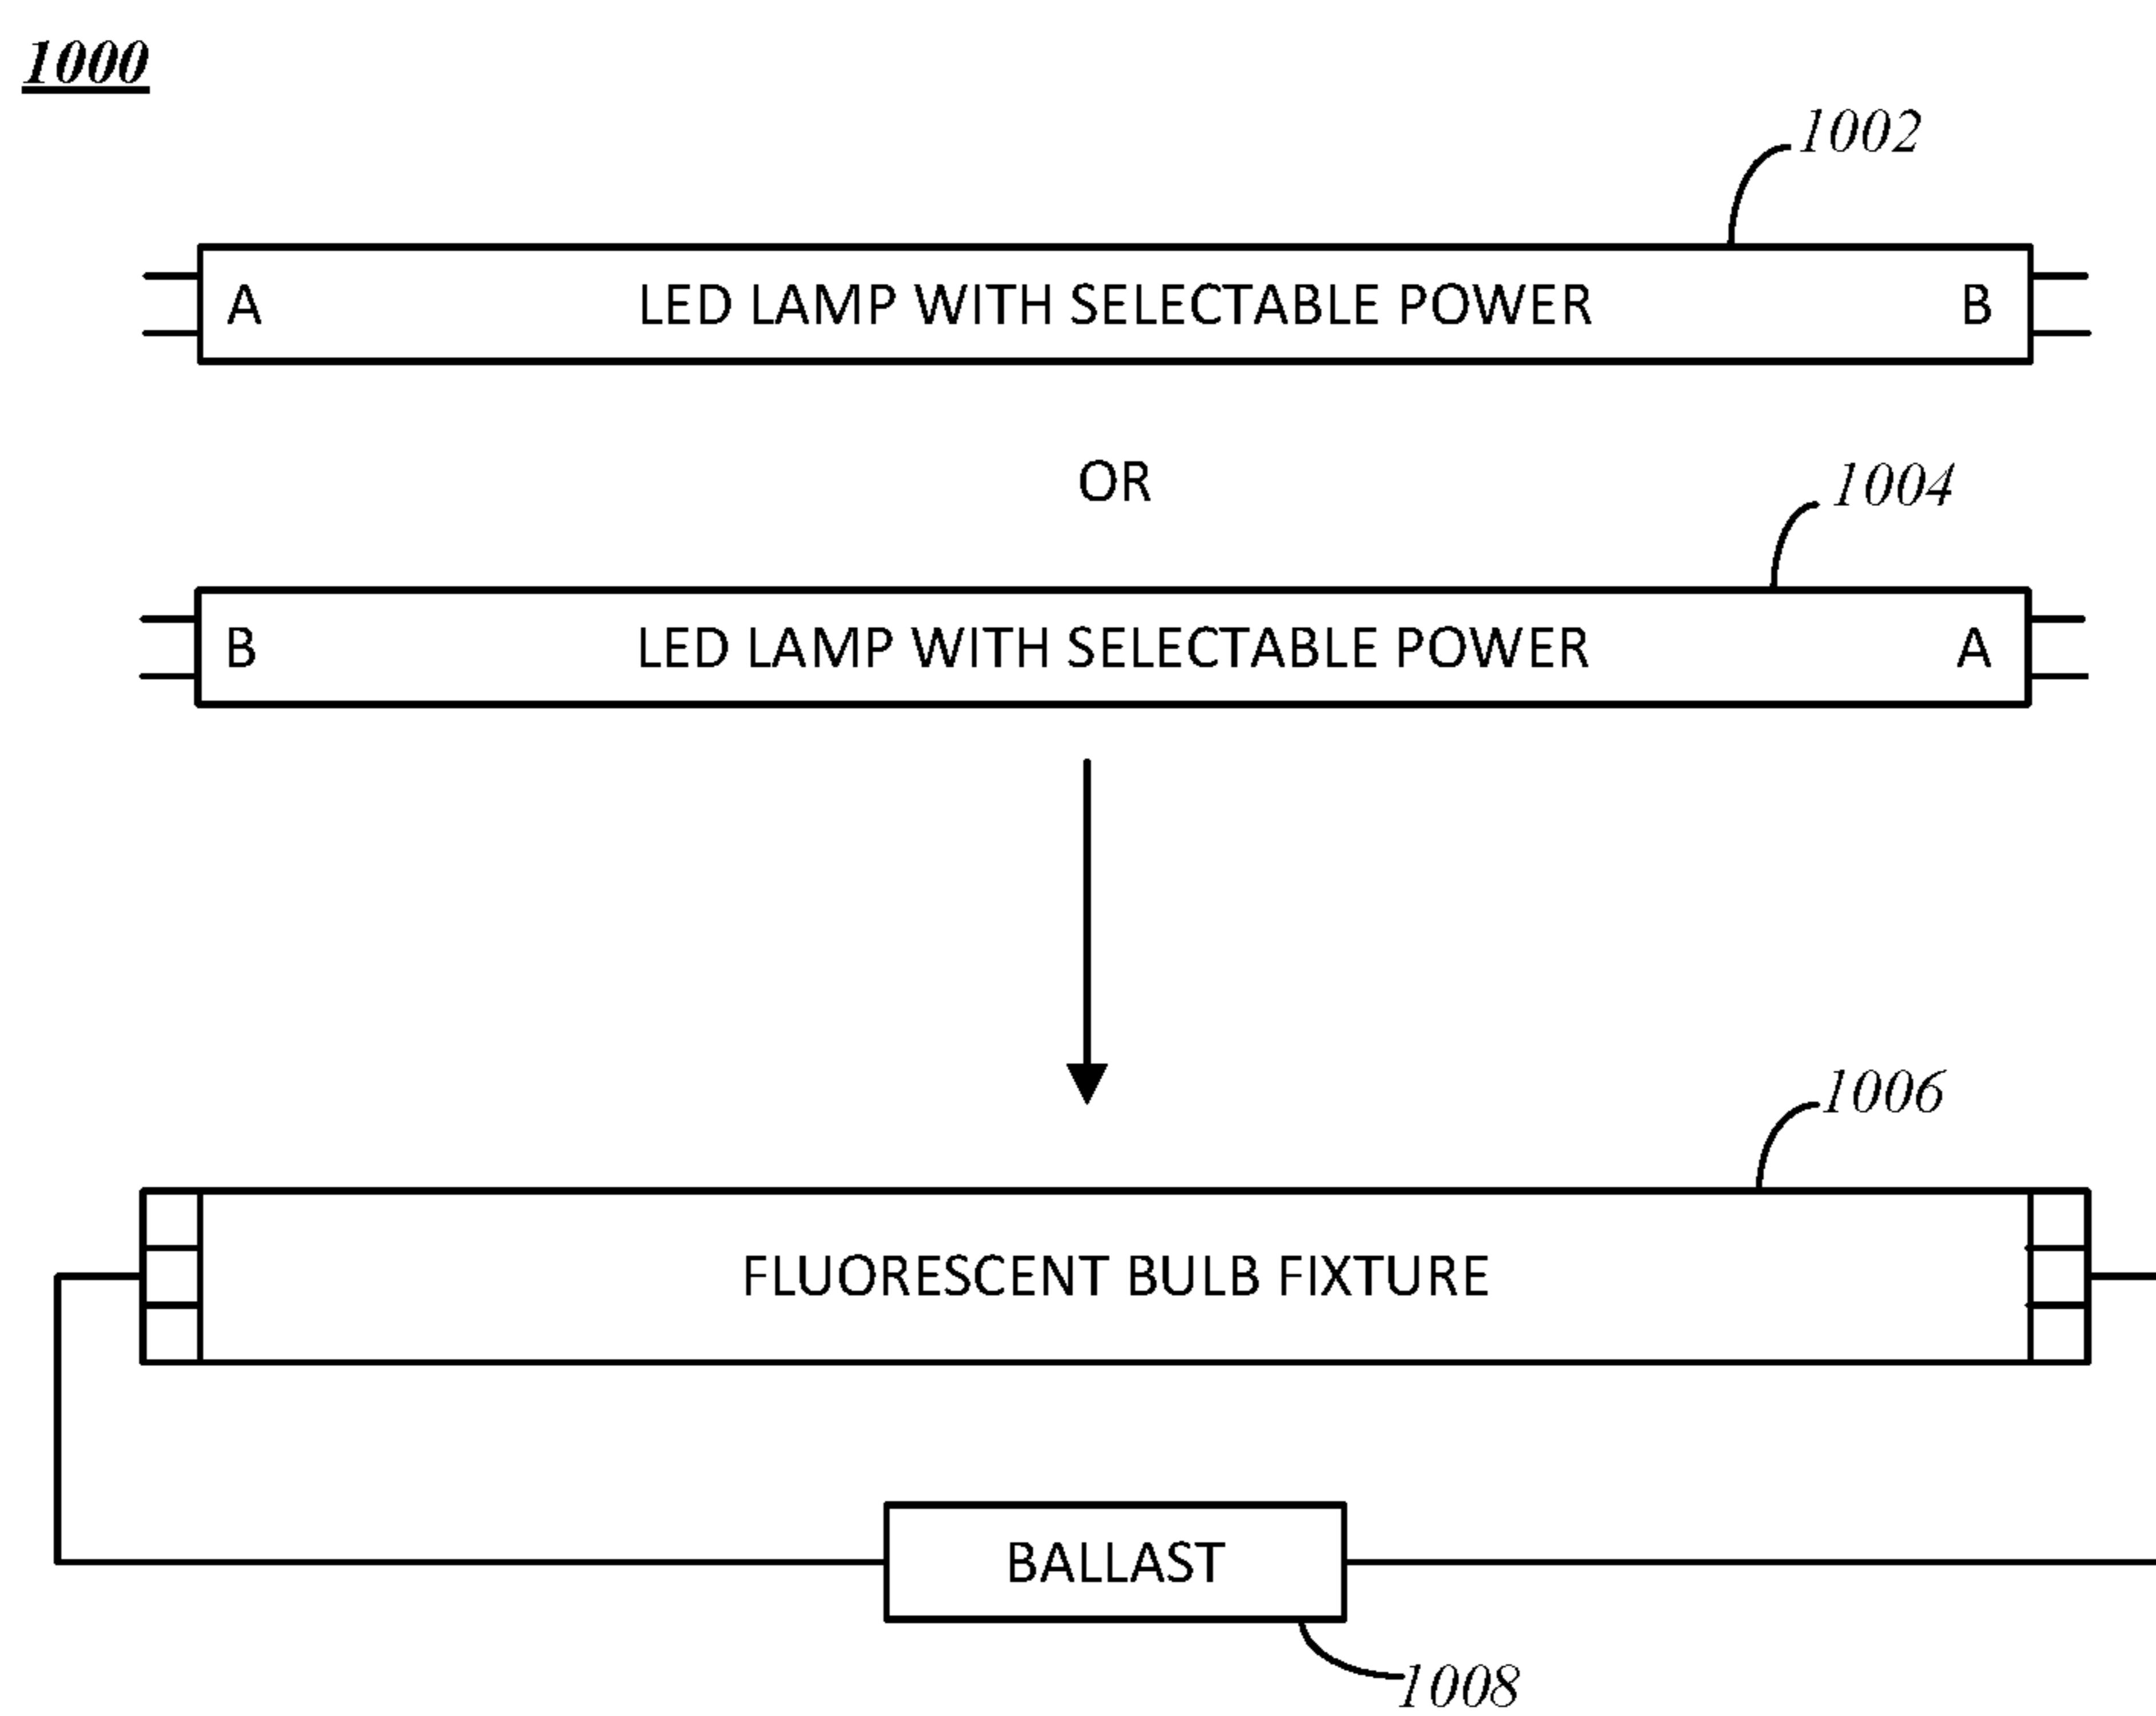 1000
1002
A LED LAMP WITH SELECTABLE POWER B
OR
1004
B LED LAMP WITH SELECTABLE POWER A
1006
FLUORESCENT BULB FIXTURE
BALLAST
1008